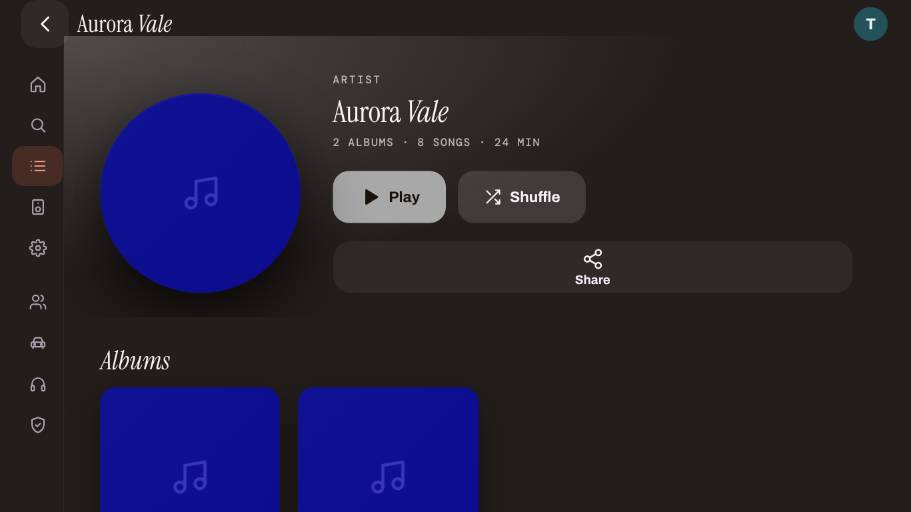 Aurora Vale
T
ARTIST
Aurora Vale
2 ALBUMS · 8 SONGS · 24 MIN
Play
Shuffle
Share
Albums